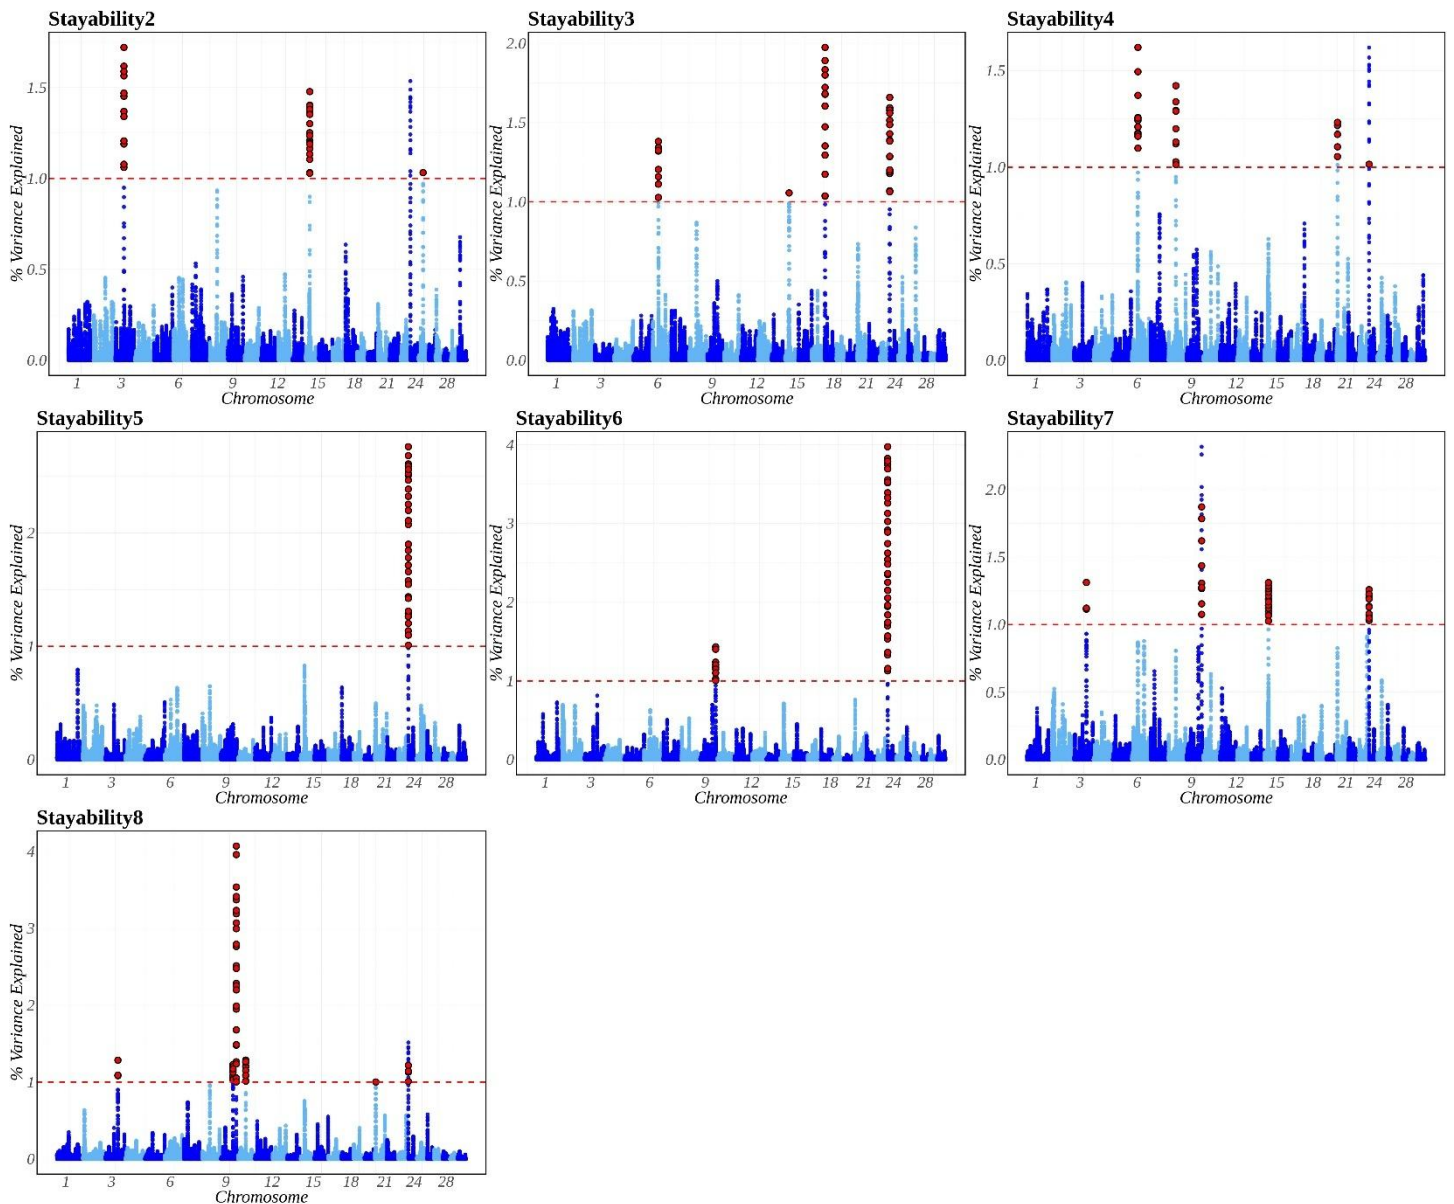 Stayability2
% Variance Explained
1.5
1.0
0.5
0.0
1 3 6 9 12 15 18 21 24 28
Chromosome
Stayability3
% Variance Explained
2.0
1.5
1.0
0.5
0.0
1 3 6 9 12 15 18 21 24 28
Chromosome
Stayability4
% Variance Explained
1.5
1.0
0.5
0.0
1 3 6 9 12 15 18 21 24 28
Chromosome
Stayability5
% Variance Explained
2
1
0
1 3 6 9 12 15 18 21 24 28
Chromosome
Stayability6
% Variance Explained
4
3
2
1
0
1 3 6 9 12 15 18 21 24 28
Chromosome
Stayability7
% Variance Explained
2.0
1.5
1.0
0.5
0.0
1 3 6 9 12 15 18 21 24 28
Chromosome
Stayability8
% Variance Explained
4
3
2
1
0
1 3 6 9 12 15 18 21 24 28
Chromosome